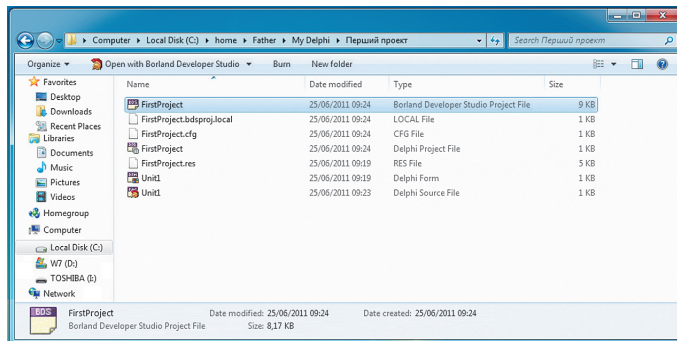 Computer ▸ Local Disk (C:) ▸ home ▸ Father ▸ My Delphi ▸ Перший проект
Search Перший проект
Organize Open with Borland Developer Studio Burn New folder
Favorites
Desktop
Downloads
Recent Places
Libraries
Documents
Music
Pictures
Videos
Homegroup
Computer
Local Disk (C:)
W7 (D:)
TOSHIBA (E:)
Network
Name Date modified Type Size
FirstProject 25/06/2011 09:24 Borland Developer Studio Project File 9 KB
FirstProject.bdsproj.local 25/06/2011 09:24 LOCAL File 1 KB
FirstProject.cfg 25/06/2011 09:24 CFG File 1 KB
FirstProject 25/06/2011 09:24 Delphi Project File 1 KB
FirstProject.res 25/06/2011 09:19 RES File 5 KB
Unit1 25/06/2011 09:19 Delphi Form 1 KB
Unit1 25/06/2011 09:23 Delphi Source File 1 KB
BDS
FirstProject Date modified: 25/06/2011 09:24 Date created: 25/06/2011 09:24
Borland Developer Studio Project File Size: 8,17 KB